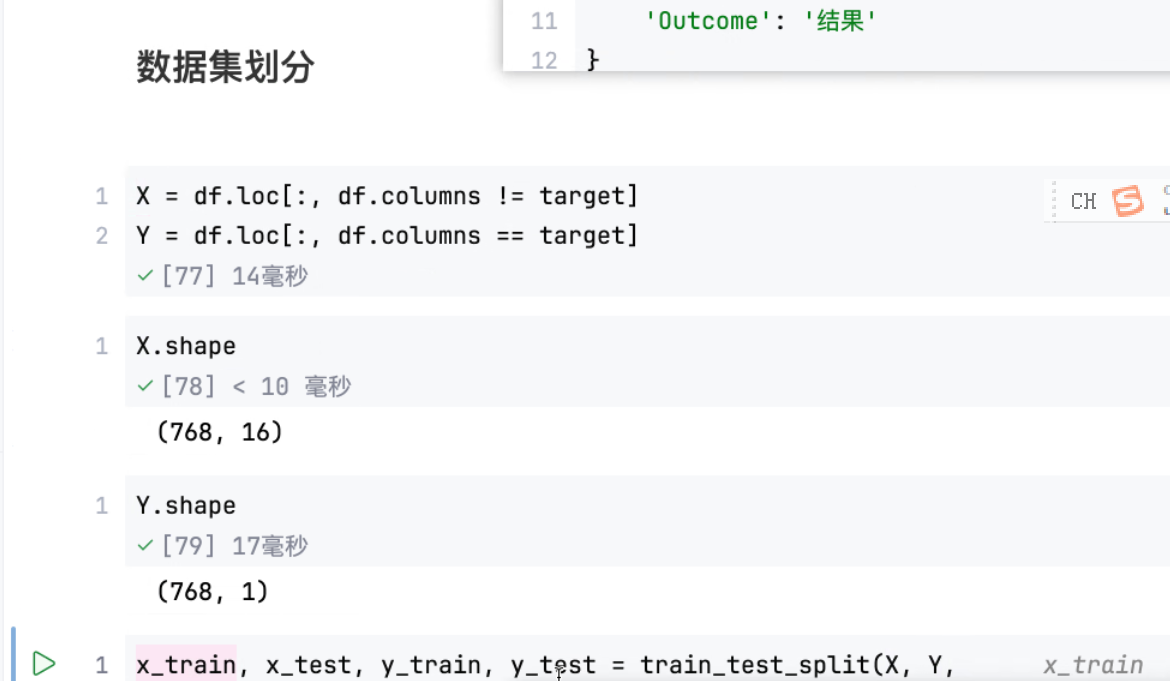 11 'Outcome': '结果'
12 }
数据集划分
1 X = df.loc[:, df.columns != target]
2 Y = df.loc[:, df.columns == target]
[77] 14毫秒
CH
1 X.shape
[78] < 10 毫秒
(768, 16)
1 Y.shape
[79] 17毫秒
(768, 1)
1 x_train, x_test, y_train, y_test = train_test_split(X, Y, x_train